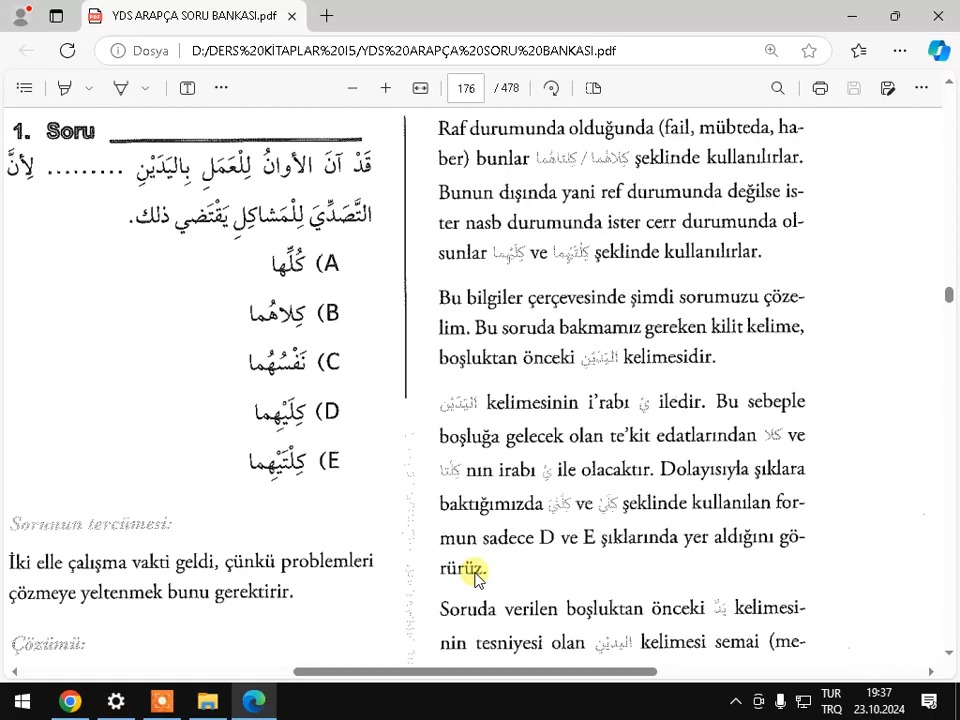 YDS ARAPÇA SORU BANKASI.pdf
Dosya
D:/DERS%20KİTAPLAR%20I5/YDS%20ARAPÇA%20SORU%20BANKASI.pdf
176 / 478
1. Soru
قَدْ آنَ الأوانُ لِلْعَمَلِ بِاليَدَيْنِ ......... لِأنَّ
التَّصَدِّيَ لِلْمَشاكِلِ يَقْتَضي ذلك.
A) كُلِّها
B) كِلاهُما
C) نَفْسُهُما
D) كِلَيْهِما
E) كِلْتَيْهِما
Sorunun tercümesi:
İki elle çalışma vakti geldi, çünkü problemleri
çözmeye yeltenmek bunu gerektirir.
Çözümü:
Raf durumunda olduğunda (fail, mübteda, ha-
ber) bunlar كِلاهُما / كِلتاهُما şeklinde kullanılırlar.
Bunun dışında yani ref durumunda değilse is-
ter nasb durumunda ister cerr durumunda ol-
sunlar كِلَيْهِما ve كِلْتَيْهِما şeklinde kullanılırlar.
Bu bilgiler çerçevesinde şimdi sorumuzu çöze-
lim. Bu soruda bakmamız gereken kilit kelime,
boşluktan önceki اليَدَيْنِ kelimesidir.
اليَدَيْنِ kelimesinin i'rabı يْ iledir. Bu sebeple
boşluğa gelecek olan te'kit edatlarından كلا ve
كِلْتا nın irabı يْ ile olacaktır. Dolayısıyla şıklara
baktığımızda كِلْتَيْ ve كِلَيْ şeklinde kullanılan for-
mun sadece D ve E şıklarında yer aldığını gö-
rürüz.
Soruda verilen boşluktan önceki يَدٌ kelimesi-
nin tesniyesi olan اليديْنِ kelimesi semai (me-
TUR
TRQ
19:37
23.10.2024